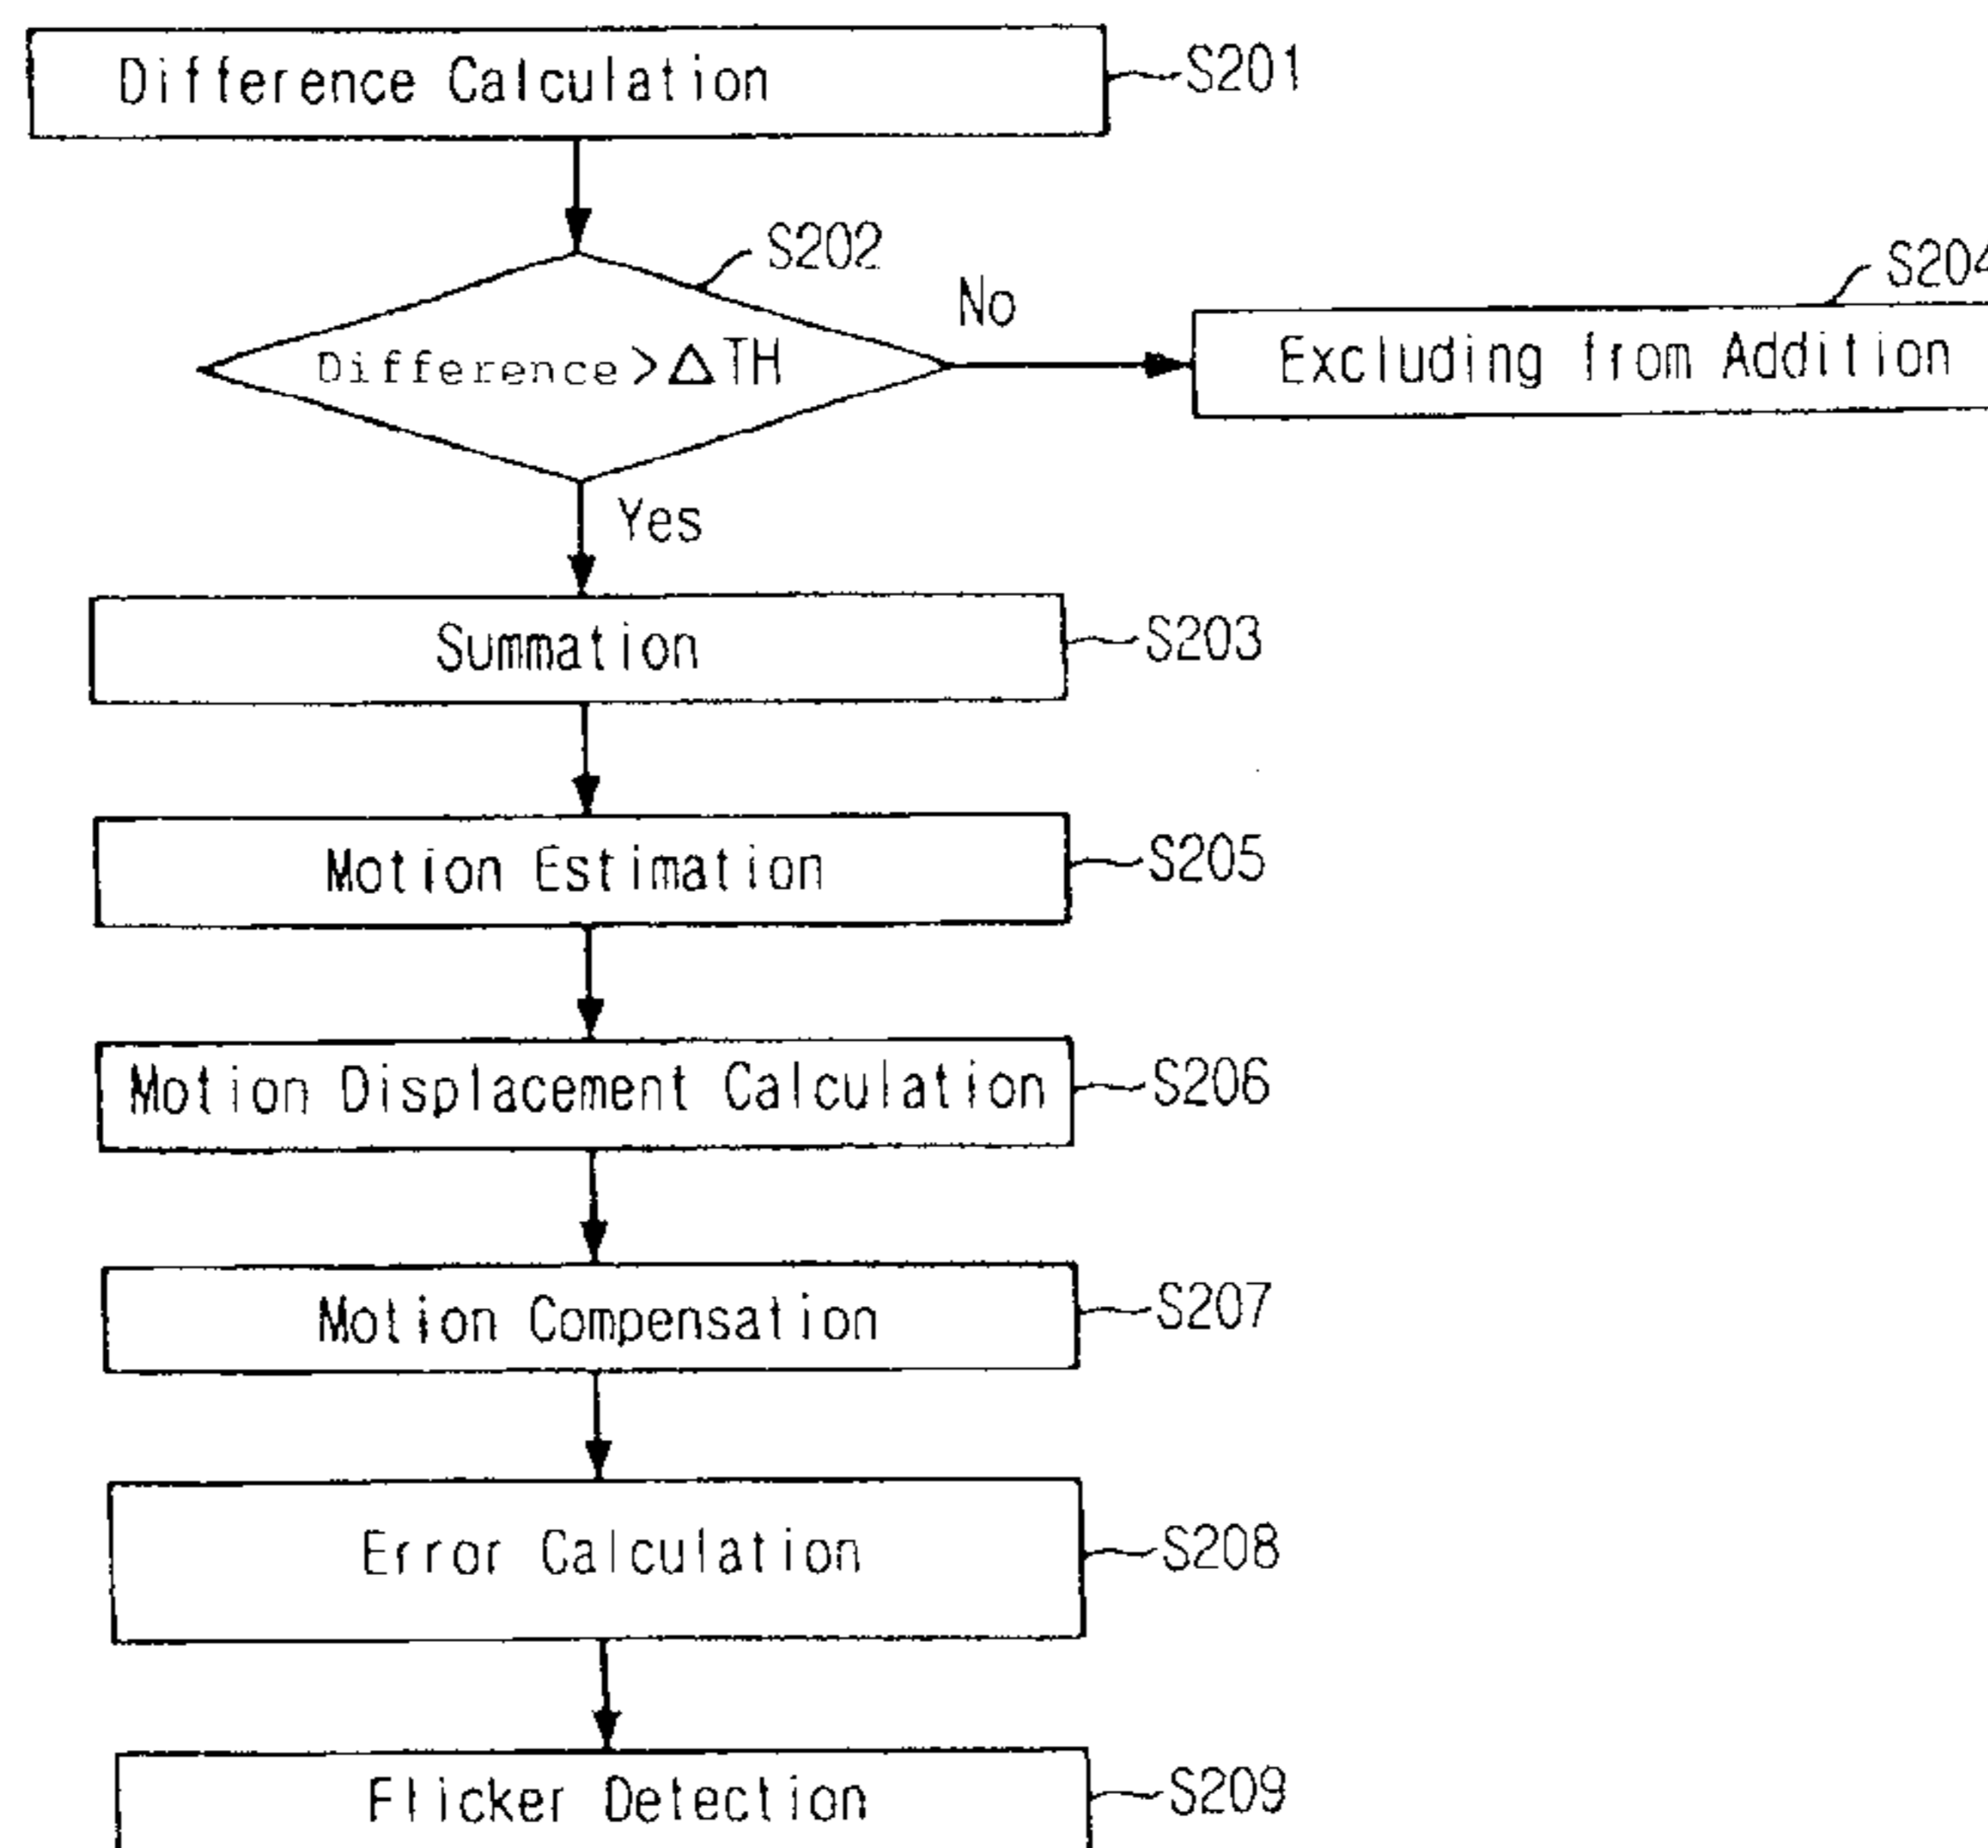 Difference Calculation
S201
S202
No
S204
Difference>△TH
Excluding from Addition
Yes
Summation
S203
Motion Estimation
S205
Motion Displacement Calculation
S206
Motion Compensation
S207
Error Calculation
S208
Flicker Detection
S209